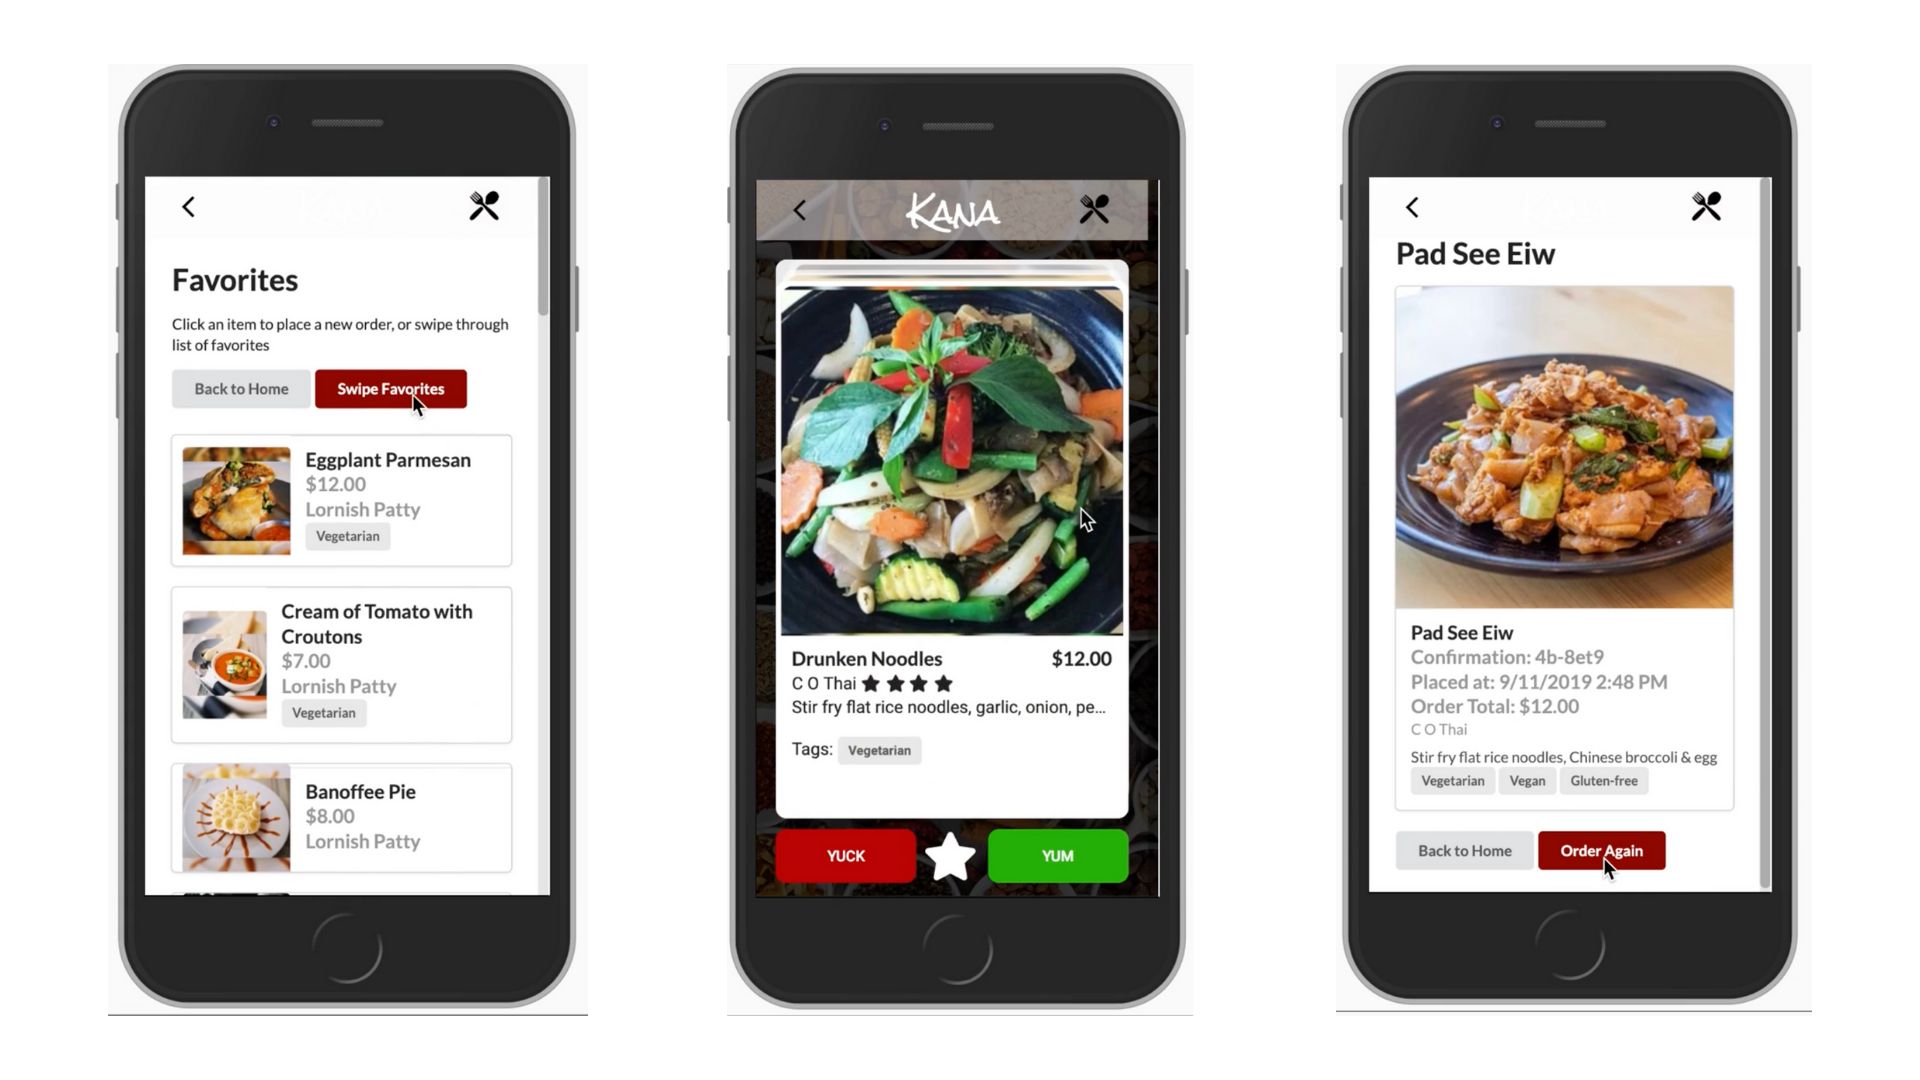 Favorites
Click an item to place a new order, or swipe through
list of favorites
Back to Home
Swipe Favorites
Eggplant Parmesan
$12.00
Lornish Patty
Vegetarian
Cream of Tomato with
Croutons
$7.00
Lornish Patty
Vegetarian
Banoffee Pie
$8.00
Lornish Patty
KANA
Drunken Noodles $12.00
C O Thai
Stir fry flat rice noodles, garlic, onion, pe...
Tags: Vegetarian
YUCK
YUM
Pad See Eiw
Pad See Eiw
Confirmation: 4b-8et9
Placed at: 9/11/2019 2:48 PM
Order Total: $12.00
C O Thai
Stir fry flat rice noodles, Chinese broccoli & egg
Vegetarian Vegan Gluten-free
Back to Home
Order Again